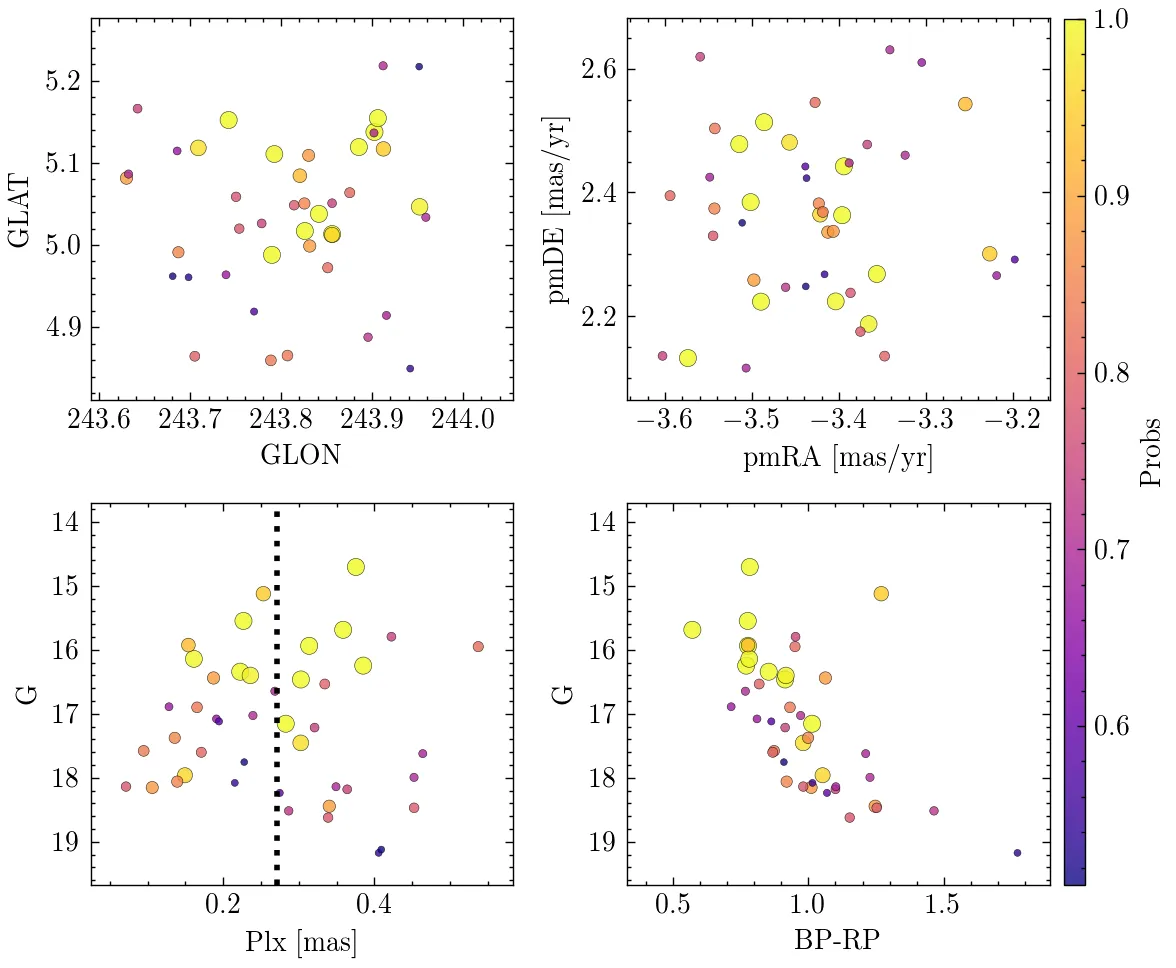 5.2
5.1
5.0
4.9
GLAT
243.6 243.7 243.8 243.9 244.0
GLON
2.6
2.4
2.2
pmDE [mas/yr]
−3.6 −3.5 −3.4 −3.3 −3.2
pmRA [mas/yr]
1.0
0.9
0.8
0.7
0.6
Probs
14
15
16
17
18
19
G
0.2 0.4
Plx [mas]
14
15
16
17
18
19
G
0.5 1.0 1.5
BP-RP